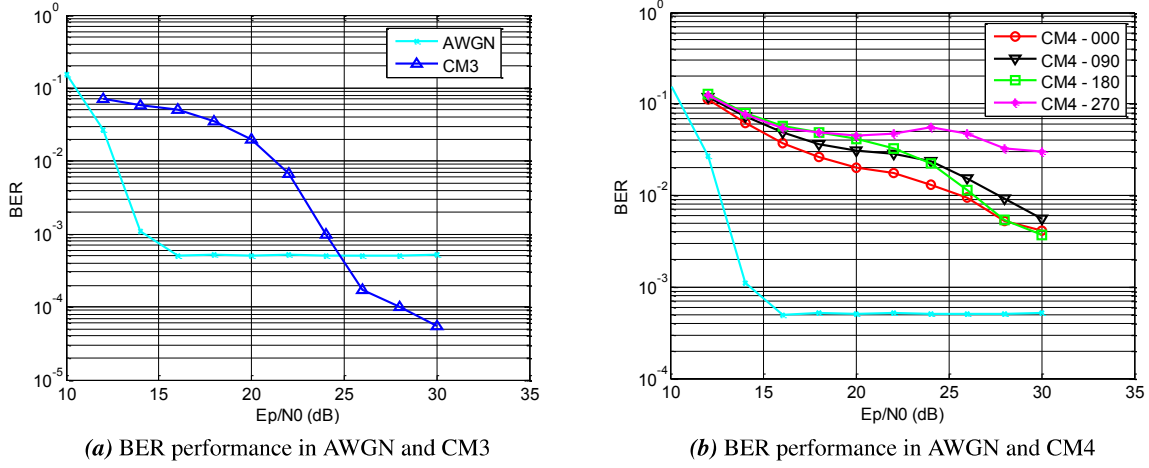 10^0
10^-1
10^-2
10^-3
10^-4
10^-5
BER
10 15 20 25 30 35
Ep/N0 (dB)
AWGN
CM3
(a) BER performance in AWGN and CM3
10^0
10^-1
10^-2
10^-3
10^-4
BER
10 15 20 25 30 35
Ep/N0 (dB)
CM4 - 000
CM4 - 090
CM4 - 180
CM4 - 270
(b) BER performance in AWGN and CM4